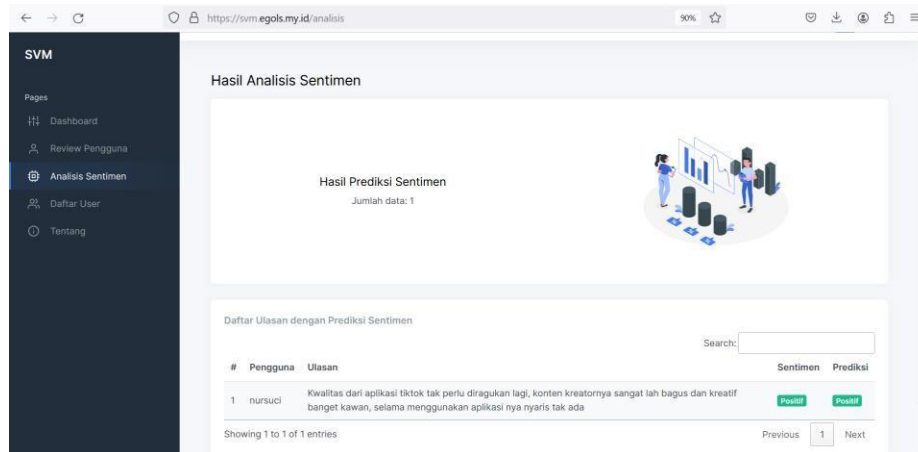 https://svm.egols.my.id/analisis
90%
SVM
Pages
Dashboard
Review Pengguna
Analisis Sentimen
Daftar User
Tentang
Hasil Analisis Sentimen
Hasil Prediksi Sentimen
Jumlah data: 1
Daftar Ulasan dengan Prediksi Sentimen
Search:
# Pengguna Ulasan Sentimen Prediksi
1 nursuci Kwalitas dari aplikasi tiktok tak perlu diragukan lagi, konten kreatornya sangat lah bagus dan kreatif
banget kawan, selama menggunakan aplikasi nya nyaris tak ada Positif Positif
Showing 1 to 1 of 1 entries
Previous 1 Next